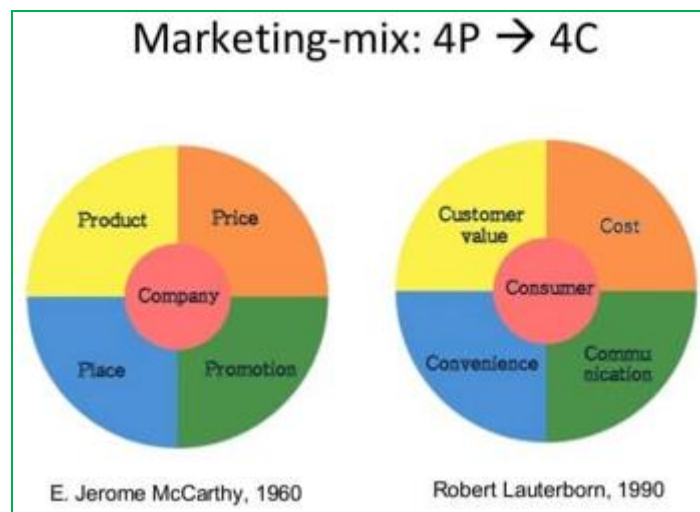 Marketing-mix: 4P → 4C
Product
Price
Company
Place
Promotion
E. Jerome McCarthy, 1960
Customer
value
Cost
Consumer
Convenience
Commu
nication
Robert Lauterborn, 1990